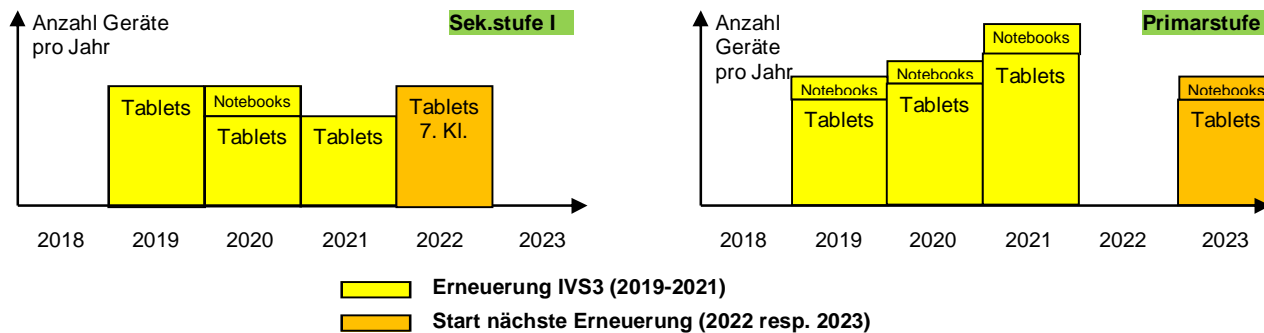 Anzahl Geräte
pro Jahr
Sek.stufe I
Tablets
Notebooks
Tablets
Tablets
Tablets
7. Kl.
2018 2019 2020 2021 2022 2023
Anzahl
Geräte
pro Jahr
Primarstufe
Notebooks
Tablets
Notebooks
Tablets
Notebooks
Tablets
Notebooks
Tablets
2018 2019 2020 2021 2022 2023
Erneuerung IVS3 (2019-2021)
Start nächste Erneuerung (2022 resp. 2023)